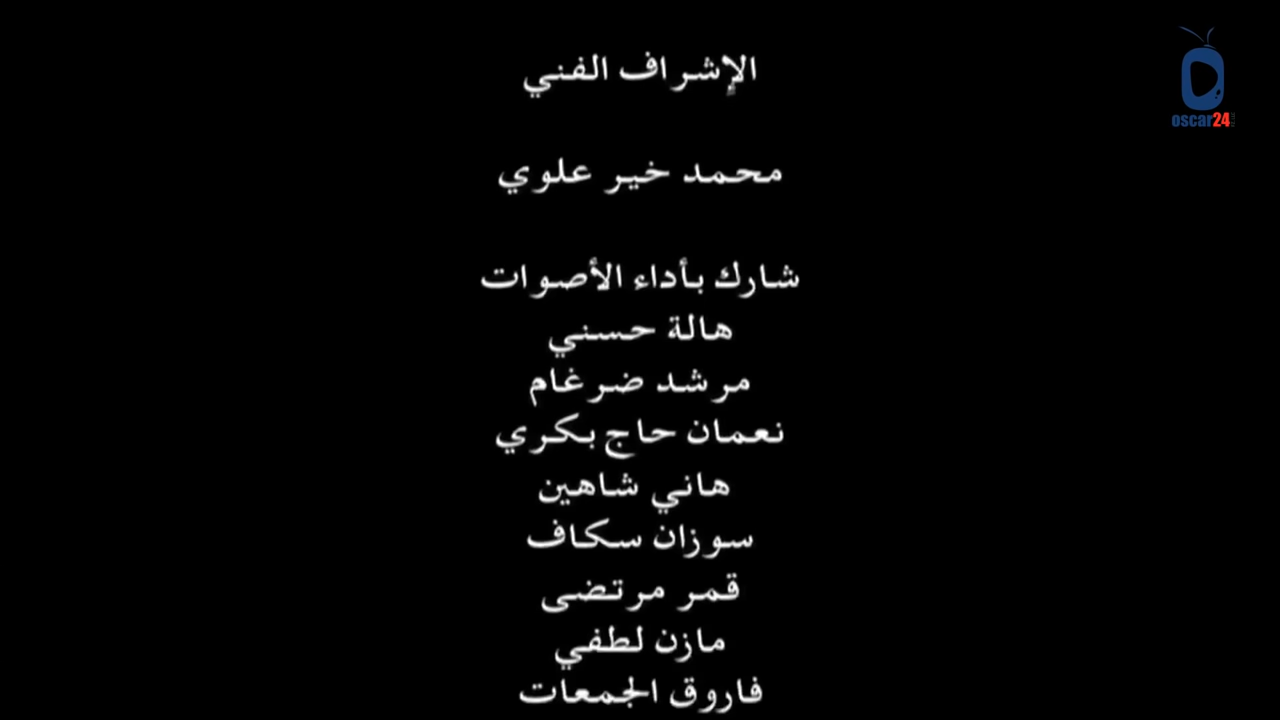 الإشراف الفني
محمد خير علوي
شارك بأداء الأصوات
هالة حسني
مرشد ضرغام
نعمان حاج بكري
هاني شاهين
سوزان سكاف
قمر مرتضى
مازن لطفي
فاروق الجمعات
oscar24